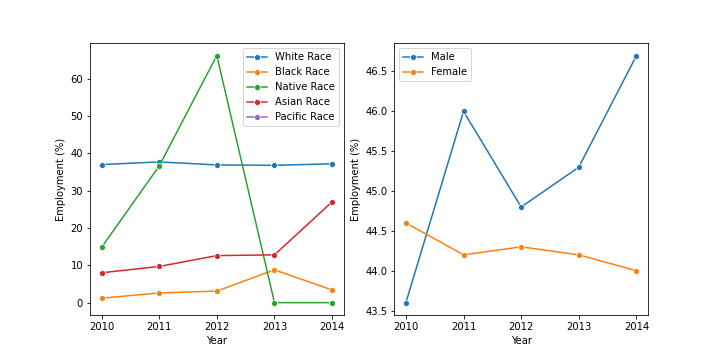 White Race
Black Race
Native Race
Asian Race
Pacific Race
60
50
40
30
20
10
0
Employment (%)
2010 2011 2012 2013 2014
Year
Male
Female
46.5
46.0
45.5
45.0
44.5
44.0
43.5
Employment (%)
2010 2011 2012 2013 2014
Year